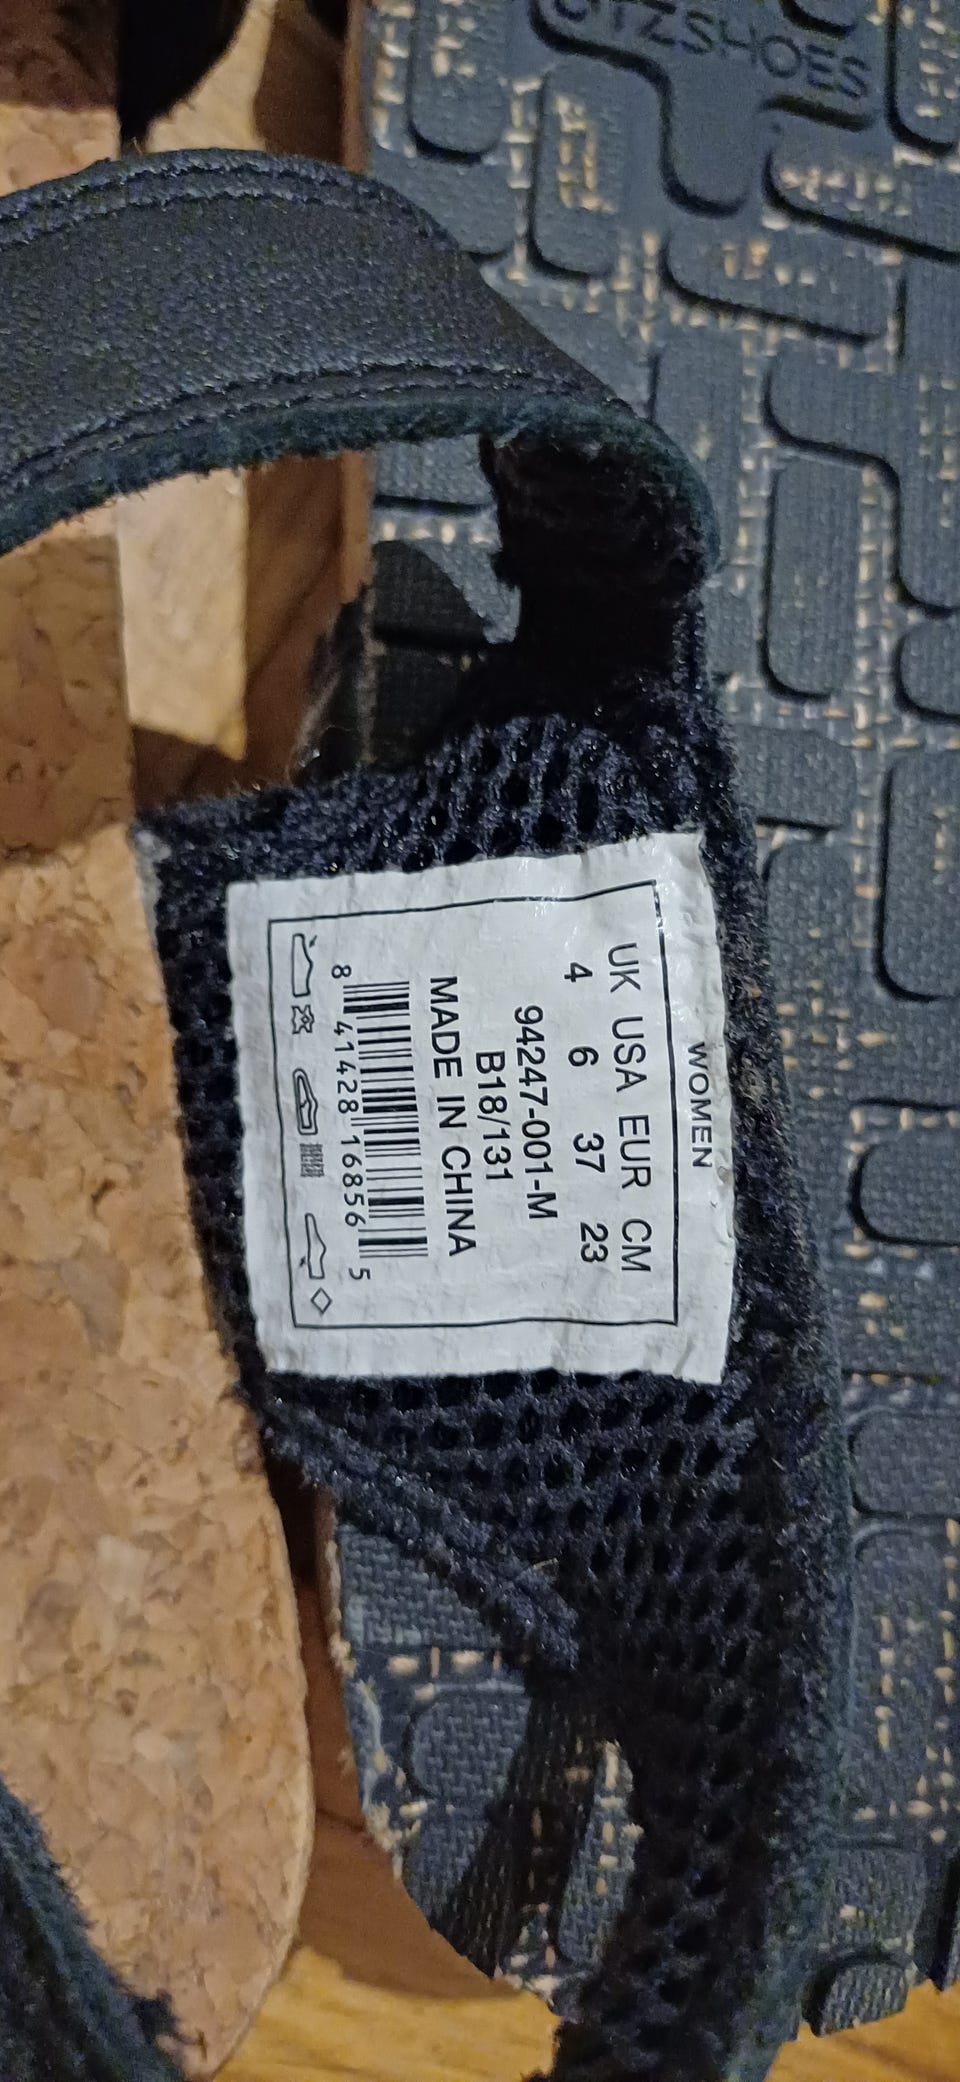 WOMEN
UK USA EUR CM
4 6 37 23
94247-001-M
B18/131
MADE IN CHINA
8 41428 16856 5